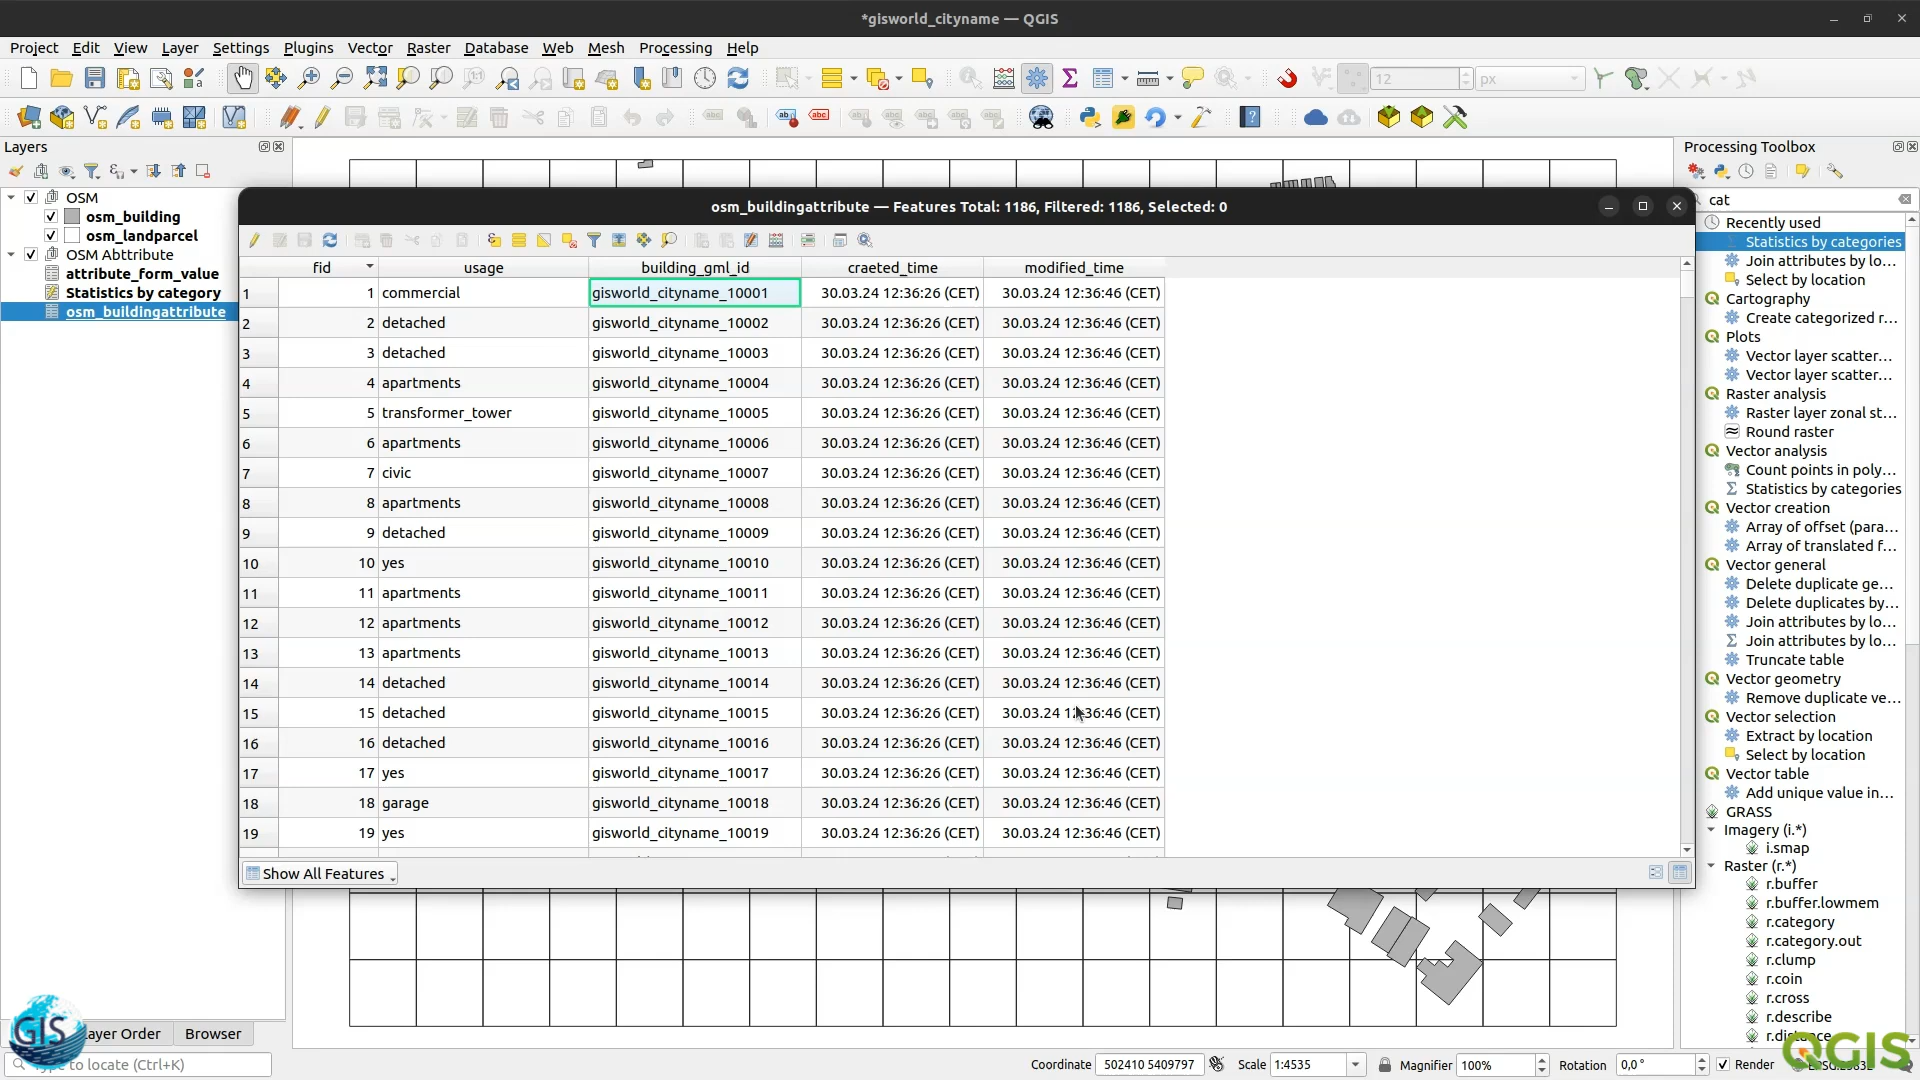 *gisworld_cityname — QGIS
Project Edit View Layer Settings Plugins Vector Raster Database Web Mesh Processing Help
12 px
Layers
OSM
osm_building
osm_landparcel
OSM Abttribute
attribute_form_value
Statistics by category
osm_buildingattribute
osm_buildingattribute — Features Total: 1186, Filtered: 1186, Selected: 0
fid usage building_gml_id craeted_time modified_time
1 1 commercial gisworld_cityname_10001 30.03.24 12:36:26 (CET) 30.03.24 12:36:46 (CET)
2 2 detached gisworld_cityname_10002 30.03.24 12:36:26 (CET) 30.03.24 12:36:46 (CET)
3 3 detached gisworld_cityname_10003 30.03.24 12:36:26 (CET) 30.03.24 12:36:46 (CET)
4 4 apartments gisworld_cityname_10004 30.03.24 12:36:26 (CET) 30.03.24 12:36:46 (CET)
5 5 transformer_tower gisworld_cityname_10005 30.03.24 12:36:26 (CET) 30.03.24 12:36:46 (CET)
6 6 apartments gisworld_cityname_10006 30.03.24 12:36:26 (CET) 30.03.24 12:36:46 (CET)
7 7 civic gisworld_cityname_10007 30.03.24 12:36:26 (CET) 30.03.24 12:36:46 (CET)
8 8 apartments gisworld_cityname_10008 30.03.24 12:36:26 (CET) 30.03.24 12:36:46 (CET)
9 9 detached gisworld_cityname_10009 30.03.24 12:36:26 (CET) 30.03.24 12:36:46 (CET)
10 10 yes gisworld_cityname_10010 30.03.24 12:36:26 (CET) 30.03.24 12:36:46 (CET)
11 11 apartments gisworld_cityname_10011 30.03.24 12:36:26 (CET) 30.03.24 12:36:46 (CET)
12 12 apartments gisworld_cityname_10012 30.03.24 12:36:26 (CET) 30.03.24 12:36:46 (CET)
13 13 apartments gisworld_cityname_10013 30.03.24 12:36:26 (CET) 30.03.24 12:36:46 (CET)
14 14 detached gisworld_cityname_10014 30.03.24 12:36:26 (CET) 30.03.24 12:36:46 (CET)
15 15 detached gisworld_cityname_10015 30.03.24 12:36:26 (CET) 30.03.24 12:36:46 (CET)
16 16 detached gisworld_cityname_10016 30.03.24 12:36:26 (CET) 30.03.24 12:36:46 (CET)
17 17 yes gisworld_cityname_10017 30.03.24 12:36:26 (CET) 30.03.24 12:36:46 (CET)
18 18 garage gisworld_cityname_10018 30.03.24 12:36:26 (CET) 30.03.24 12:36:46 (CET)
19 19 yes gisworld_cityname_10019 30.03.24 12:36:26 (CET) 30.03.24 12:36:46 (CET)
Show All Features
Processing Toolbox
cat
Recently used
Statistics by categories
Join attributes by lo...
Select by location
Cartography
Create categorized r...
Plots
Vector layer scatter...
Vector layer scatter...
Raster analysis
Raster layer zonal st...
Round raster
Vector analysis
Count points in poly...
Statistics by categories
Vector creation
Array of offset (para...
Array of translated f...
Vector general
Delete duplicate ge...
Delete duplicates by...
Join attributes by lo...
Join attributes by lo...
Truncate table
Vector geometry
Remove duplicate ve...
Vector selection
Extract by location
Select by location
Vector table
Add unique value in...
GRASS
Imagery (i.*)
i.smap
Raster (r.*)
r.buffer
r.buffer.lowmem
r.category
r.category.out
r.clump
r.coin
r.cross
r.describe
r.distance
GIS
Layer Order Browser
to locate (Ctrl+K)
Coordinate 502410 5409797 Scale 1:4535 Magnifier 100% Rotation 0,0° Render
QGIS